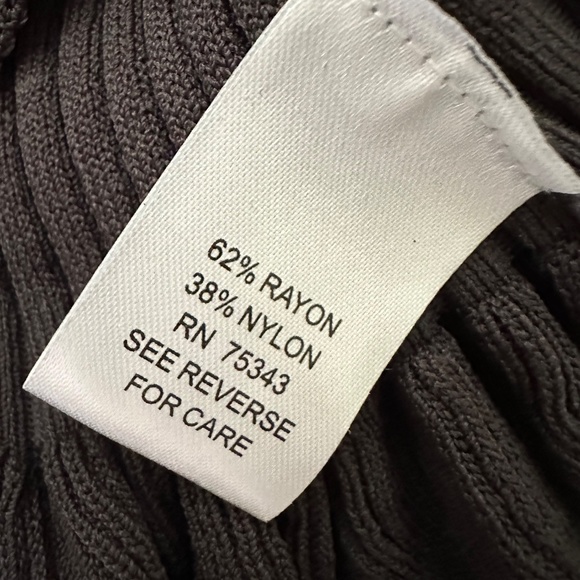 62% RAYON
38% NYLON
RN 75343
SEE REVERSE
FOR CARE